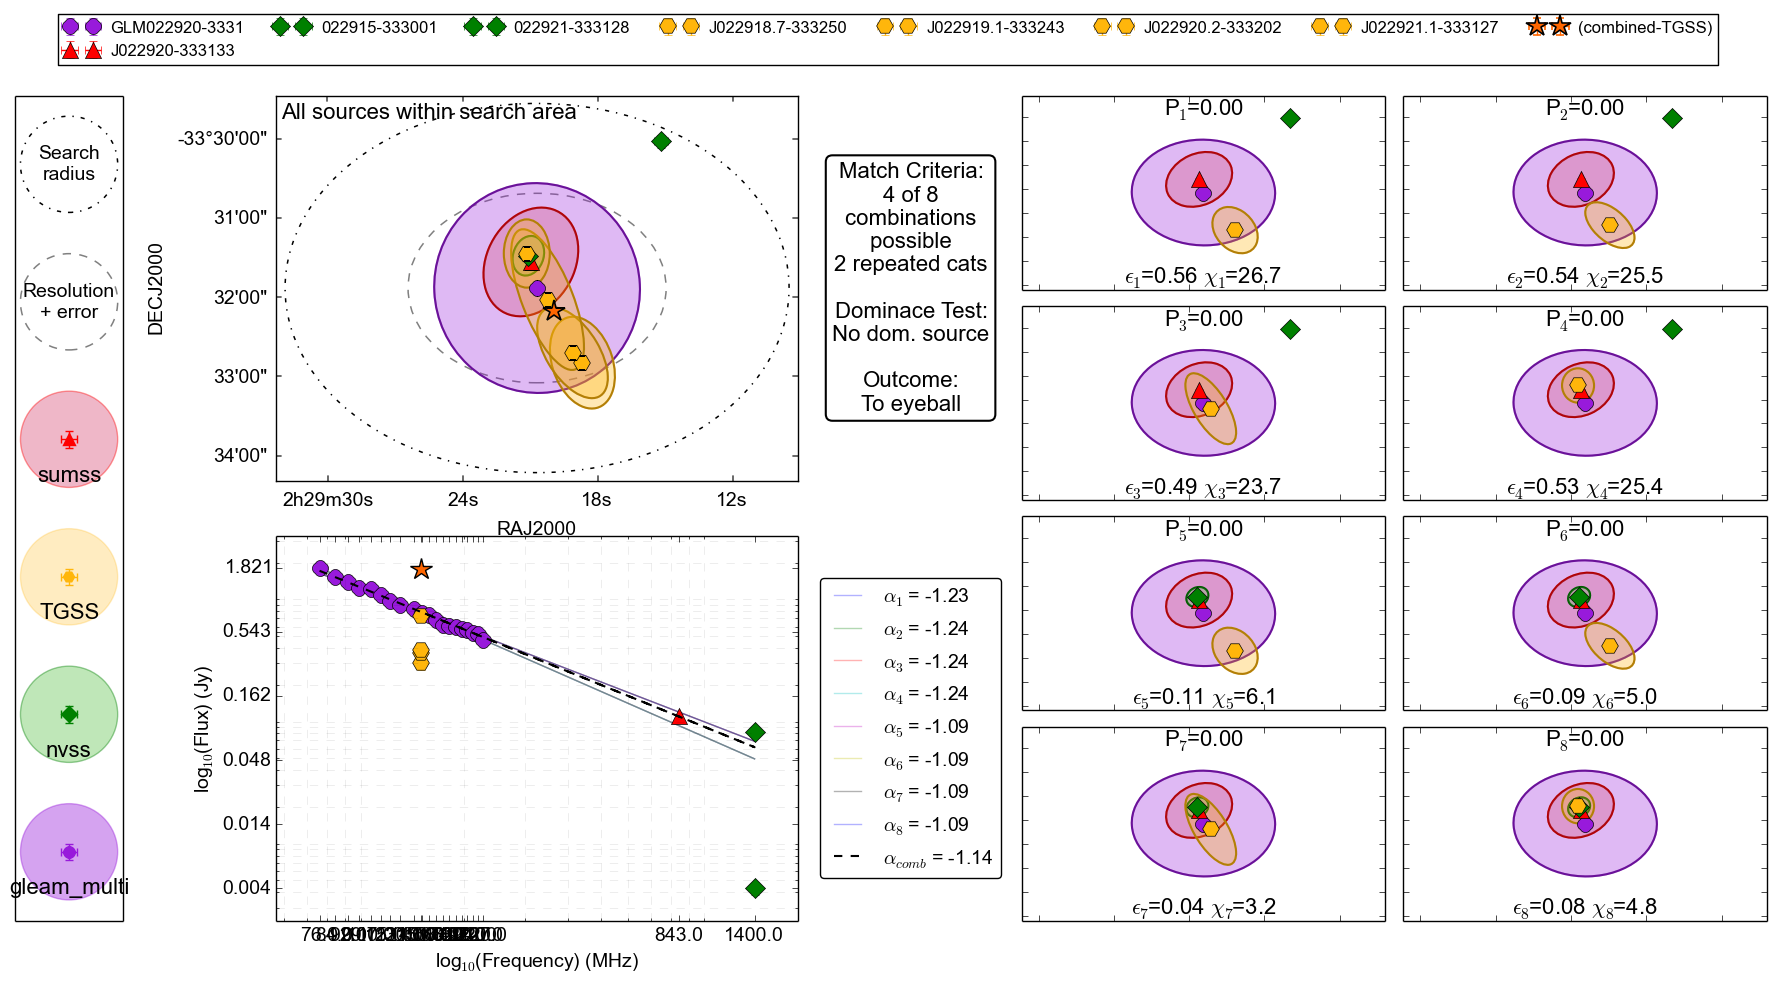 GLM022920-3331
022915-333001
022921-333128
J022918.7-333250
J022919.1-333243
J022920.2-333202
J022921.1-333127
(combined-TGSS)
J022920-333133
Search
radius
Resolution
+ error
sumss
TGSS
nvss
gleam_multi
All sources within search area
DECJ2000
-33°30'00"
31'00"
32'00"
33'00"
34'00"
2h29m30s
24s
18s
12s
RAJ2000
Match Criteria:
4 of 8
combinations
possible
2 repeated cats
Dominace Test:
No dom. source
Outcome:
To eyeball
log10(Flux) (Jy)
1.821
0.543
0.162
0.048
0.014
0.004
843.0
1400.0
log10(Frequency) (MHz)
α1 = -1.23
α2 = -1.24
α3 = -1.24
α4 = -1.24
α5 = -1.09
α6 = -1.09
α7 = -1.09
α8 = -1.09
αcomb = -1.14
P1=0.00
ϵ1=0.56 χ1=26.7
P2=0.00
ϵ2=0.54 χ2=25.5
P3=0.00
ϵ3=0.49 χ3=23.7
P4=0.00
ϵ4=0.53 χ4=25.4
P5=0.00
ϵ5=0.11 χ5=6.1
P6=0.00
ϵ6=0.09 χ6=5.0
P7=0.00
ϵ7=0.04 χ7=3.2
P8=0.00
ϵ8=0.08 χ8=4.8